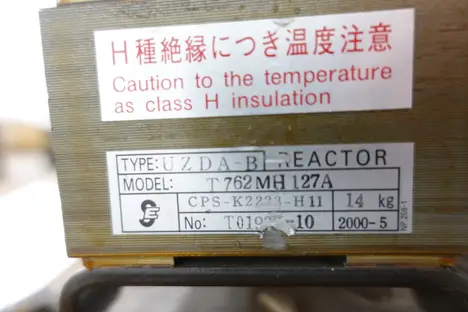 H種絶縁につき温度注意
Caution to the temperature
as class H insulation
TYPE: UZDA-B REACTOR
MODEL: T762MH127A
CPS-K2223-H11 14 kg
No: 2000-5